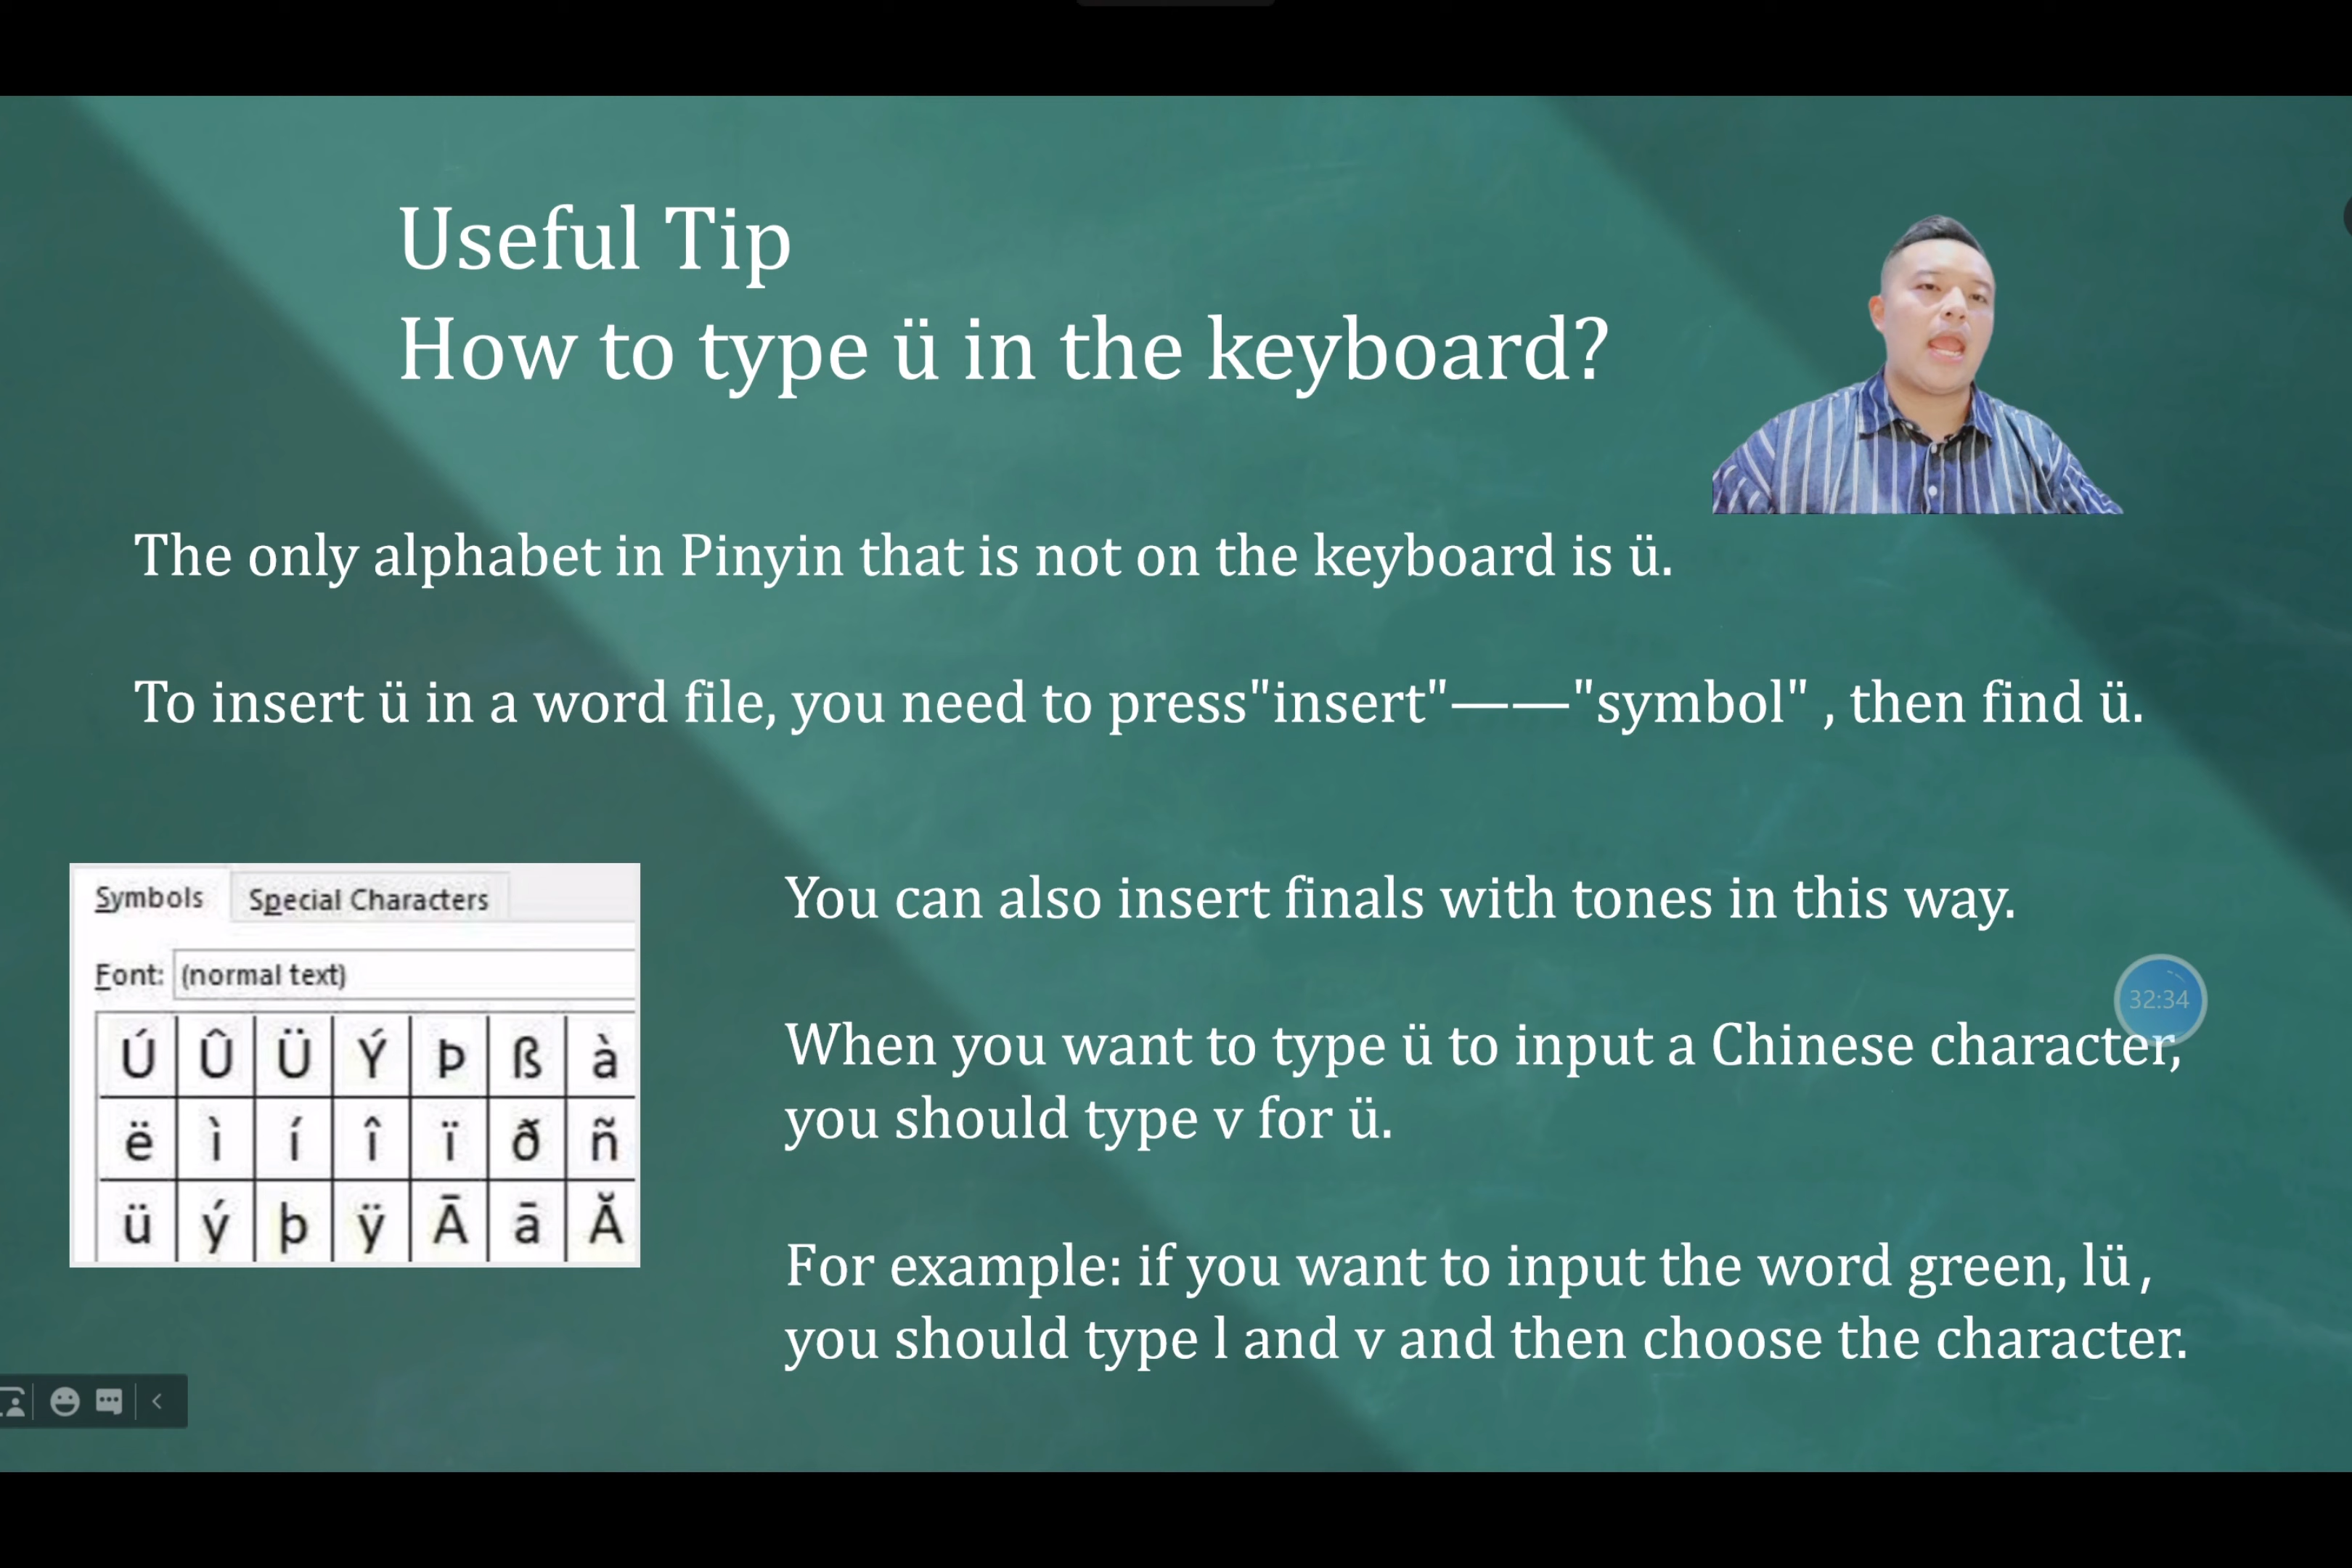 Useful Tip
How to type ü in the keyboard?
The only alphabet in Pinyin that is not on the keyboard is ü.
To insert ü in a word file, you need to press"insert"——"symbol" , then find ü.
Symbols Special Characters
Font: (normal text)
Ú Û Ü Ý Þ ß à
ë ì í î ï ð ñ
ü ý þ ÿ Ā ā Ă
You can also insert finals with tones in this way.
32:34
When you want to type ü to input a Chinese character,
you should type v for ü.
For example: if you want to input the word green, lü ,
you should type l and v and then choose the character.